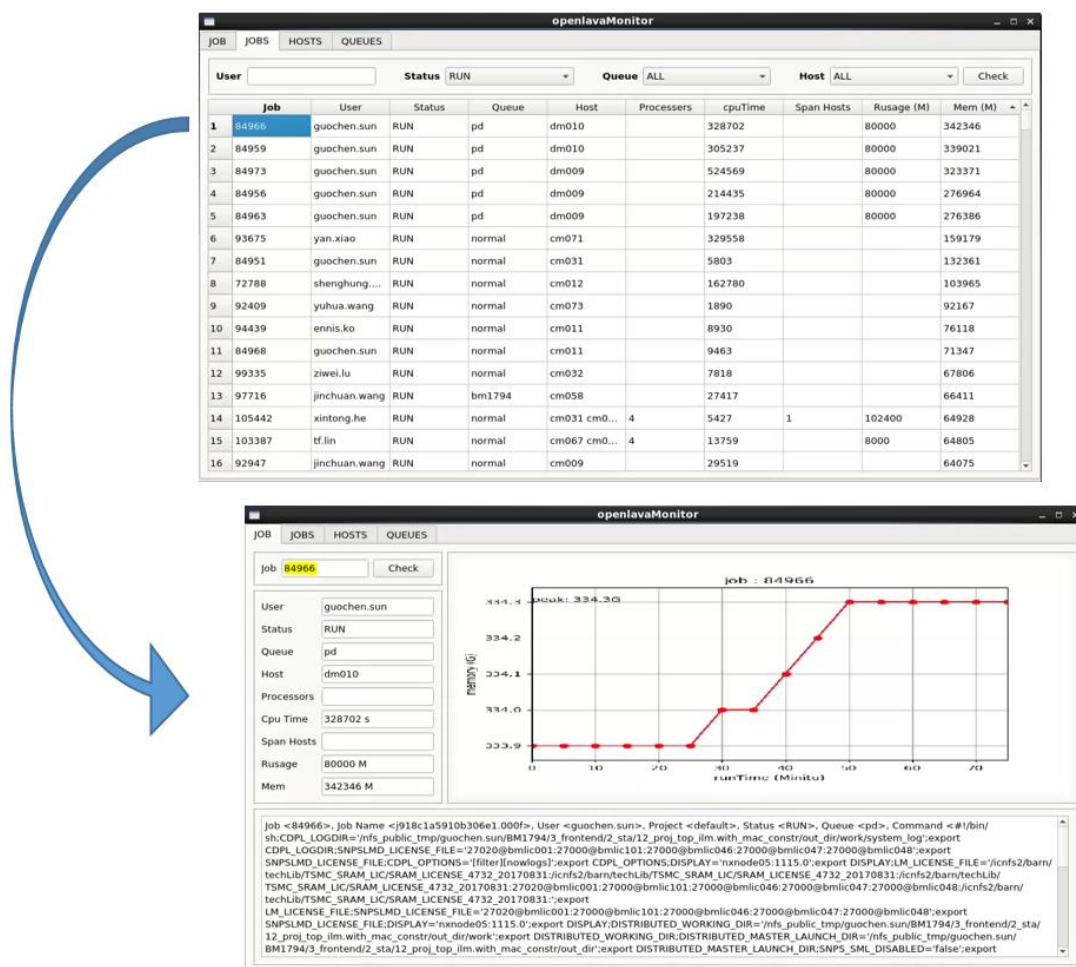 openlavaMonitor
JOB JOBS HOSTS QUEUES
User Status RUN Queue ALL Host ALL Check
Job User Status Queue Host Processers cpuTime Span Hosts Rusage (M) Mem (M)
1 84966 guochen.sun RUN pd dm010 328702 80000 342346
2 84959 guochen.sun RUN pd dm010 305237 80000 339021
3 84973 guochen.sun RUN pd dm009 524569 80000 323371
4 84956 guochen.sun RUN pd dm009 214435 80000 276964
5 84963 guochen.sun RUN pd dm009 197238 80000 276386
6 93675 yan.xiao RUN normal cm071 329558 159179
7 84951 guochen.sun RUN normal cm031 5803 132361
8 72788 shenghung.... RUN normal cm012 162780 103965
9 92409 yuhua.wang RUN normal cm073 1890 92167
10 94439 ennis.ko RUN normal cm011 8930 76118
11 84968 guochen.sun RUN normal cm011 9463 71347
12 99335 ziwei.lu RUN normal cm032 7818 67806
13 97716 jinchuan.wang RUN bm1794 cm058 27417 66411
14 105442 xintong.he RUN normal cm031 cm0... 4 5427 1 102400 64928
15 103387 tf.lin RUN normal cm067 cm0... 4 13759 8000 64805
16 92947 jinchuan.wang RUN normal cm009 29519 64075
openlavaMonitor
JOB JOBS HOSTS QUEUES
Job 84966 Check
User guochen.sun
Status RUN
Queue pd
Host dm010
Processors
Cpu Time 328702 s
Span Hosts
Rusage 80000 M
Mem 342346 M
job : 84966
peak: 334.3G
334.3
334.2
334.1
334.0
333.9
memory (G)
0 10 20 30 40 50 60 70
runTime (Minitu)
Job <84966>, Job Name <j918c1a5910b306e1.000f>, User <guochen.sun>, Project <default>, Status <RUN>, Queue <pd>, Command <#!/bin/
sh;CDPL_LOGDIR='/nfs_public_tmp/guochen.sun/BM1794/3_frontend/2_sta/12_proj_top_ilm.with_mac_constr/out_dir/work/system_log';export
CDPL_LOGDIR;SNPSLMD_LICENSE_FILE='27020@bmlic001:27000@bmlic101:27000@bmlic046:27000@bmlic047:27000@bmlic048';export
SNPSLMD_LICENSE_FILE;CDPL_OPTIONS='[filter][nowlogs]';export CDPL_OPTIONS;DISPLAY='nxnode05:1115.0';export DISPLAY;LM_LICENSE_FILE='/icnfs2/barn/
techLib/TSMC_SRAM_LIC/SRAM_LICENSE_4732_20170831:/icnfs2/barn/techLib/TSMC_SRAM_LIC/SRAM_LICENSE_4732_20170831:/icnfs2/barn/techLib/
TSMC_SRAM_LIC/SRAM_LICENSE_4732_20170831:27020@bmlic001:27000@bmlic101:27000@bmlic046:27000@bmlic047:27000@bmlic048:/icnfs2/barn/
techLib/TSMC_SRAM_LIC/SRAM_LICENSE_4732_20170831:';export
LM_LICENSE_FILE;SNPSLMD_LICENSE_FILE='27020@bmlic001:27000@bmlic101:27000@bmlic046:27000@bmlic047:27000@bmlic048';export
SNPSLMD_LICENSE_FILE;DISPLAY='nxnode05:1115.0';export DISPLAY;DISTRIBUTED_WORKING_DIR='/nfs_public_tmp/guochen.sun/BM1794/3_frontend/2_sta/
12_proj_top_ilm.with_mac_constr/out_dir/work';export DISTRIBUTED_WORKING_DIR;DISTRIBUTED_MASTER_LAUNCH_DIR='/nfs_public_tmp/guochen.sun/
BM1794/3_frontend/2_sta/12_proj_top_ilm.with_mac_constr/out_dir';export DISTRIBUTED_MASTER_LAUNCH_DIR;SNPS_SML_DISABLED='false';export